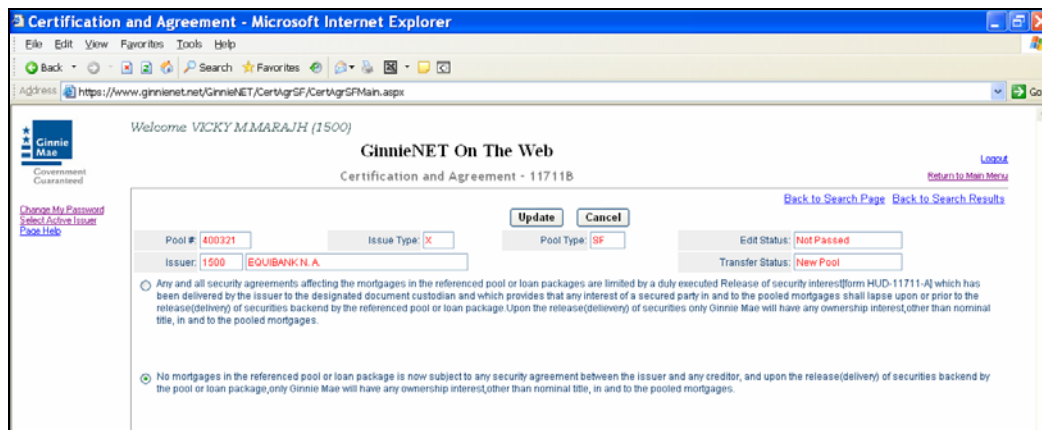 Certification and Agreement - Microsoft Internet Explorer
File Edit View Favorites Tools Help
Back Search Favorites
Address https://www.ginnienet.net/GinnieNET/CertAgrSF/CertAgrSFMain.aspx Go
Welcome VICKY M.MARAJH (1500)
Ginnie
Mae
Government
Guaranteed
GinnieNET On The Web
Logout
Certification and Agreement - 11711B
Return to Main Menu
Change My Password
Select Active Issuer
Page Help
Back to Search Page Back to Search Results
Update Cancel
Pool #: 400321 Issue Type: X Pool Type: SF Edit Status: Not Passed
Issuer: 1500 EQUIBANK N. A. Transfer Status: New Pool
Any and all security agreements affecting the mortgages in the referenced pool or loan packages are limited by a duly executed Release of security interest[form HUD-11711-A] which has
been delivered by the issuer to the designated document custodian and which provides that any interest of a secured party in and to the pooled mortgages shall lapse upon or prior to the
release(delivery) of securities backend by the referenced pool or loan package.Upon the release(delievery) of securities only Ginnie Mae will have any ownership interest,other than nominal
title, in and to the pooled mortgages.
No mortgages in the referenced pool or loan package is now subject to any security agreement between the issuer and any creditor, and upon the release(delivery) of securities backend by
the pool or loan package,only Ginnie Mae will have any ownership interest,other than nominal title, in and to the pooled mortgages.